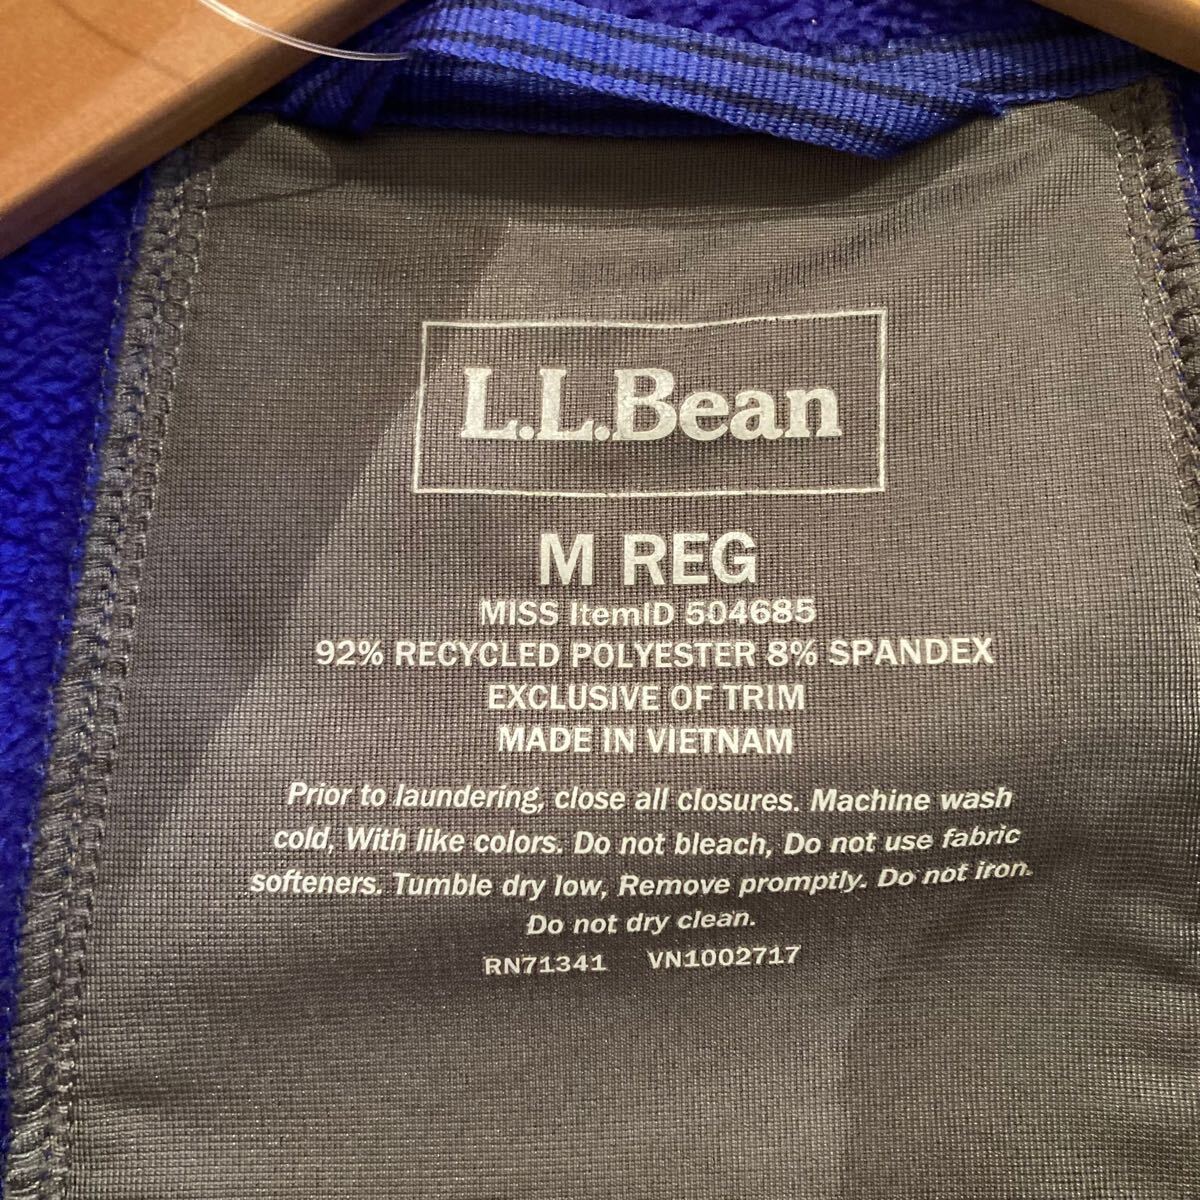 L.L.Bean
M REG
MISS ItemID 504685
92% RECYCLED POLYESTER 8% SPANDEX
EXCLUSIVE OF TRIM
MADE IN VIETNAM
Prior to laundering, close all closures. Machine wash
cold, With like colors. Do not bleach, Do not use fabric
softeners. Tumble dry low, Remove promptly. Do not iron.
Do not dry clean.
RN71341 VN1002717